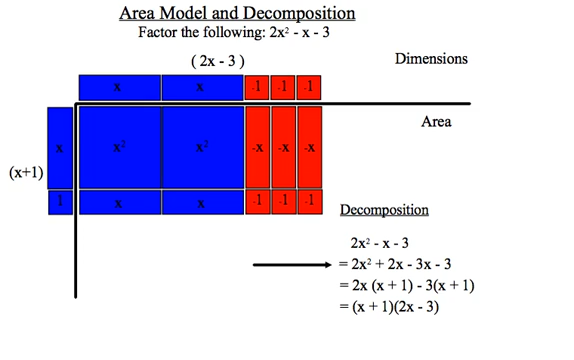 Area Model and Decomposition
Factor the following: 2x² - x - 3
( 2x - 3 )
Dimensions
x x -1 -1 -1
Area
x x² x² -x -x -x
(x+1)
1 x x -1 -1 -1
Decomposition
2x² - x - 3
= 2x² + 2x - 3x - 3
= 2x (x + 1) - 3(x + 1)
= (x + 1)(2x - 3)